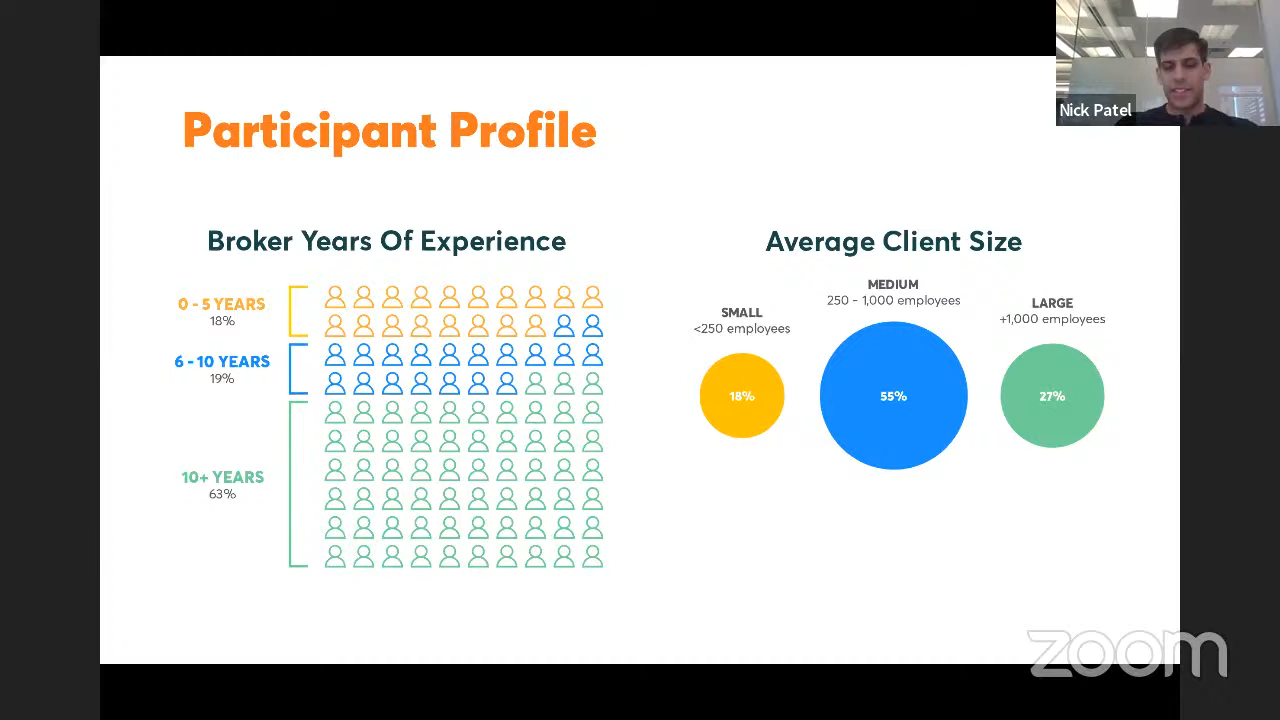 Participant Profile
Nick Patel
Broker Years Of Experience
0 - 5 YEARS
18%
6 - 10 YEARS
19%
10+ YEARS
63%
Average Client Size
SMALL
<250 employees
18%
MEDIUM
250 - 1,000 employees
55%
LARGE
+1,000 employees
27%
zoom